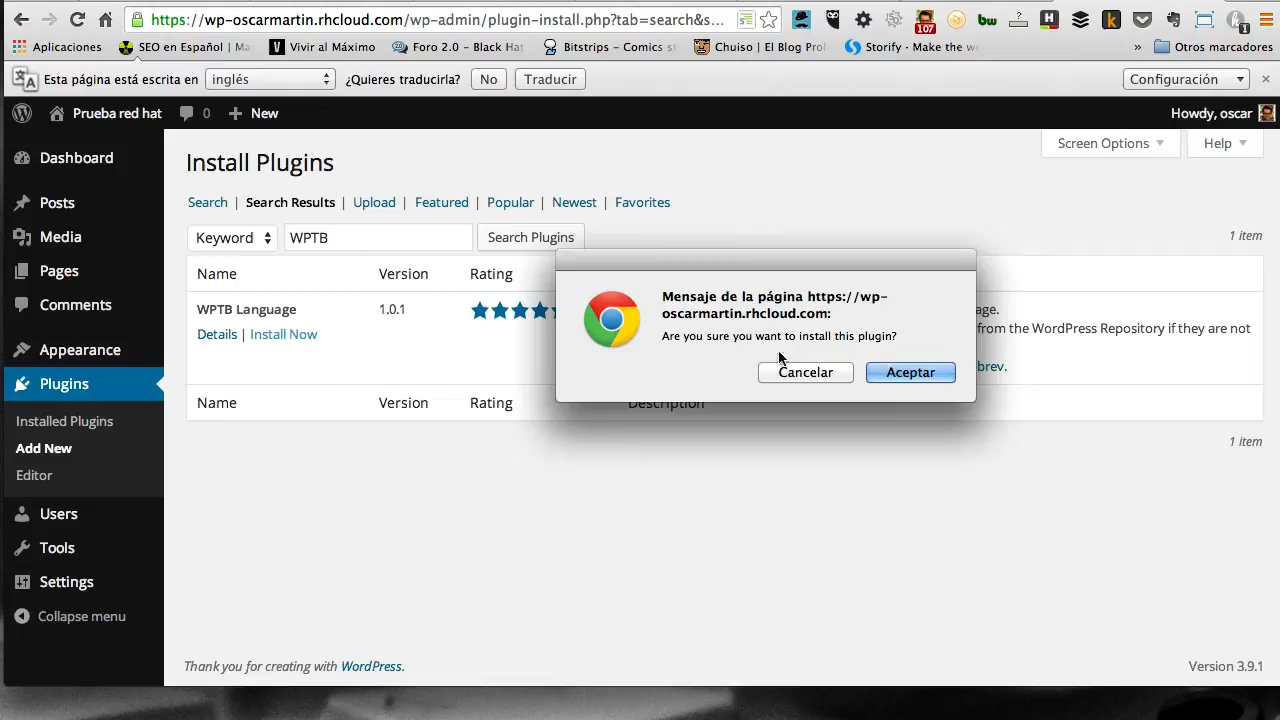 https://wp-oscarmartin.rhcloud.com/wp-admin/plugin-install.php?tab=search&s...
107
bw
?
H
k
1
Aplicaciones
SEO en Español | Ma
V
Vivir al Máximo
Foro 2.0 - Black Hat
Bitstrips - Comics st
Chuiso | El Blog Pro
Storify · Make the we
»
Otros marcadores
Esta página está escrita en
inglés
¿Quieres traducirla?
No
Traducir
Configuración
×
Prueba red hat
0
+ New
Howdy, oscar
Dashboard
Posts
Media
Pages
Comments
Appearance
Plugins
Installed Plugins
Add New
Editor
Users
Tools
Settings
Collapse menu
Screen Options
Help
Install Plugins
Search | Search Results | Upload | Featured | Popular | Newest | Favorites
Keyword
WPTB
Search Plugins
1 item
Name Version Rating
WPTB Language 1.0.1
age.
Details | Install Now
from the WordPress Repository if they are not
brev.
Mensaje de la página https://wp-
oscarmartin.rhcloud.com:
Are you sure you want to install this plugin?
Cancelar
Aceptar
Name Version Rating Description
1 item
Thank you for creating with WordPress.
Version 3.9.1